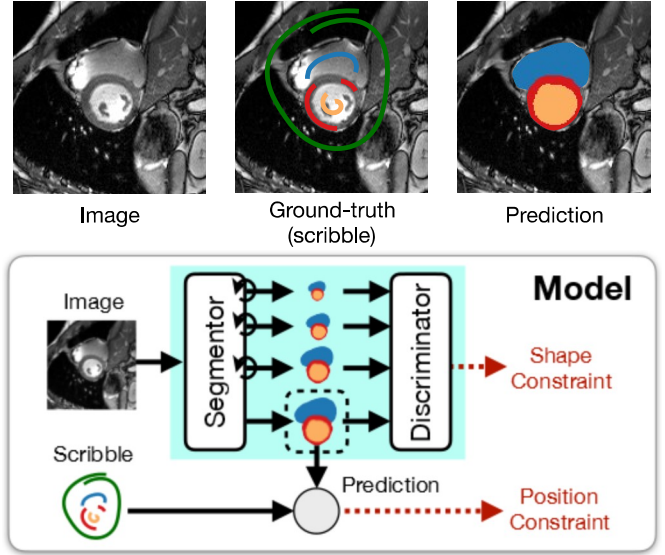 Image
Ground-truth
(scribble)
Prediction
Model
Image
Segmentor
Discriminator
Shape
Constraint
Scribble
Prediction
Position
Constraint